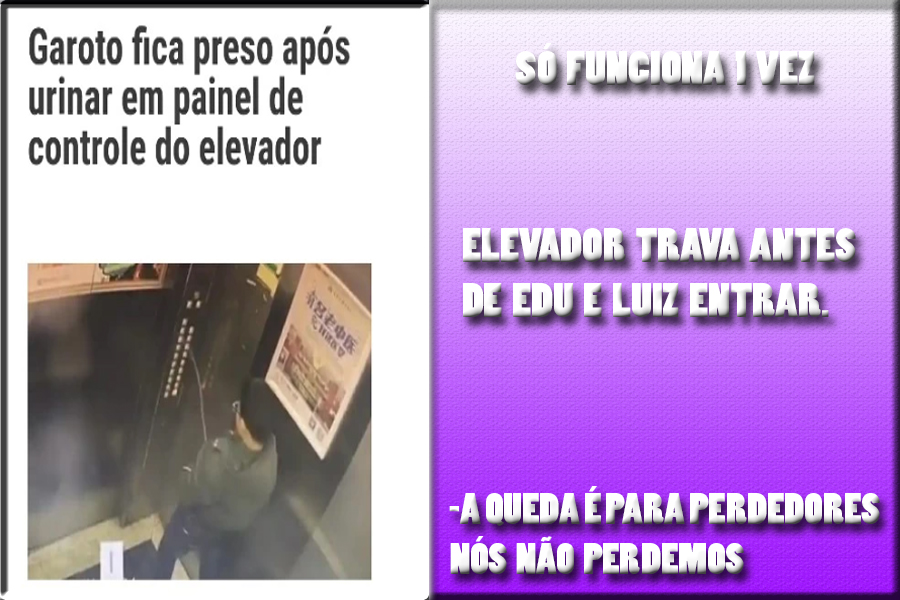 Garoto fica preso após
urinar em painel de
controle do elevador
SÓ FUNCIONA 1 VEZ
ELEVADOR TRAVA ANTES
DE EDU E LUIZ ENTRAR.
-A QUEDA É PARA PERDEDORES
NÓS NÃO PERDEMOS